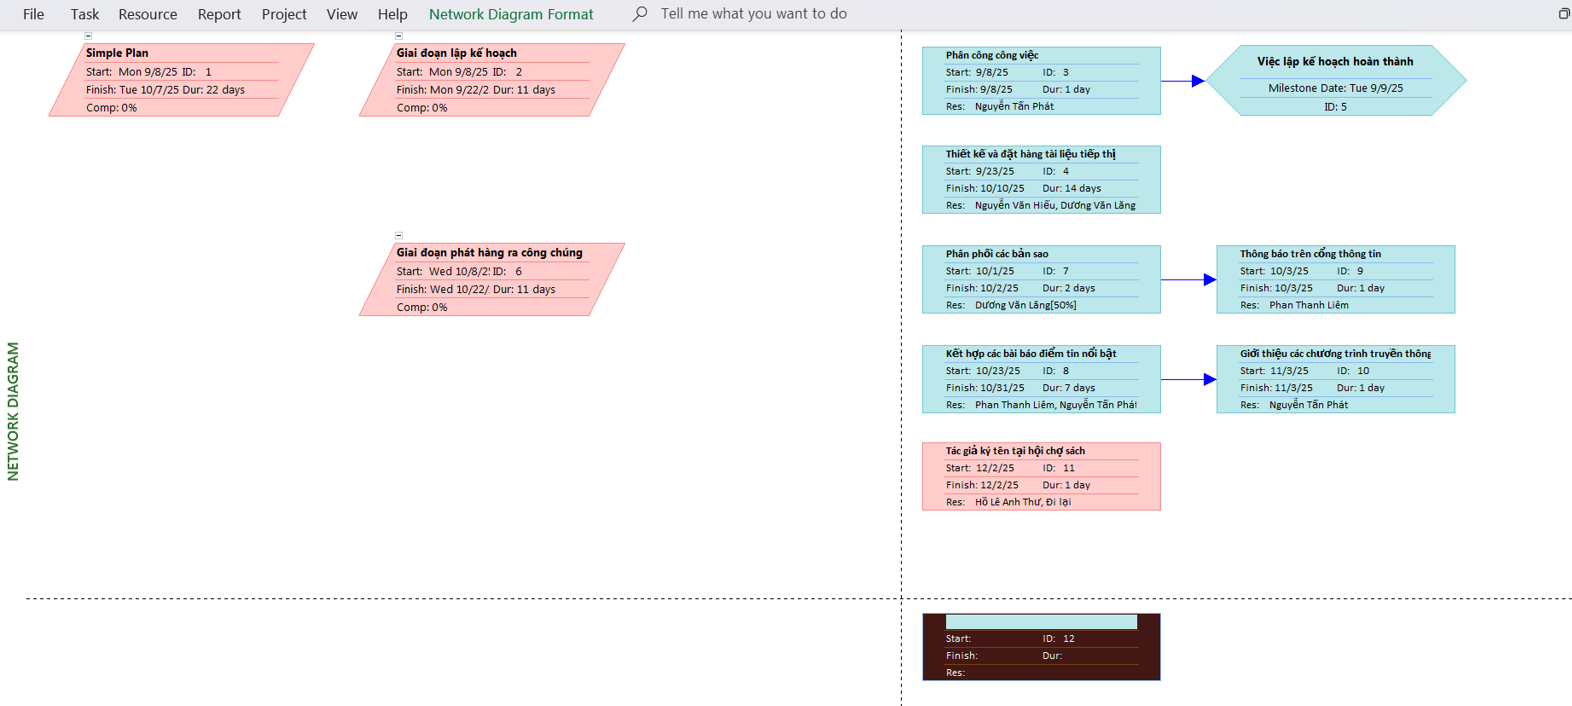 File Task Resource Report Project View Help Network Diagram Format Tell me what you want to do
Simple Plan
Start: Mon 9/8/25 ID: 1
Finish: Tue 10/7/25 Dur: 22 days
Comp: 0%
Giai đoạn lập kế hoạch
Start: Mon 9/8/25 ID: 2
Finish: Mon 9/22/2 Dur: 11 days
Comp: 0%
Phân công công việc
Start: 9/8/25 ID: 3
Finish: 9/8/25 Dur: 1 day
Res: Nguyễn Tấn Phát
Việc lập kế hoạch hoàn thành
Milestone Date: Tue 9/9/25
ID: 5
Thiết kế và đặt hàng tài liệu tiếp thị
Start: 9/23/25 ID: 4
Finish: 10/10/25 Dur: 14 days
Res: Nguyễn Văn Hiếu, Dương Văn Lăng
Giai đoạn phát hàng ra công chúng
Start: Wed 10/8/2 ID: 6
Finish: Wed 10/22/ Dur: 11 days
Comp: 0%
Phân phối các bản sao
Start: 10/1/25 ID: 7
Finish: 10/2/25 Dur: 2 days
Res: Dương Văn Lăng[50%]
Thông báo trên cổng thông tin
Start: 10/3/25 ID: 9
Finish: 10/3/25 Dur: 1 day
Res: Phan Thanh Liêm
Kết hợp các bài báo điểm tin nổi bật
Start: 10/23/25 ID: 8
Finish: 10/31/25 Dur: 7 days
Res: Phan Thanh Liêm, Nguyễn Tấn Phát
Giới thiệu các chương trình truyền thông
Start: 11/3/25 ID: 10
Finish: 11/3/25 Dur: 1 day
Res: Nguyễn Tấn Phát
Tác giả ký tên tại hội chợ sách
Start: 12/2/25 ID: 11
Finish: 12/2/25 Dur: 1 day
Res: Hồ Lê Anh Thư, Đi lại
NETWORK DIAGRAM
Start: ID: 12
Finish: Dur:
Res: